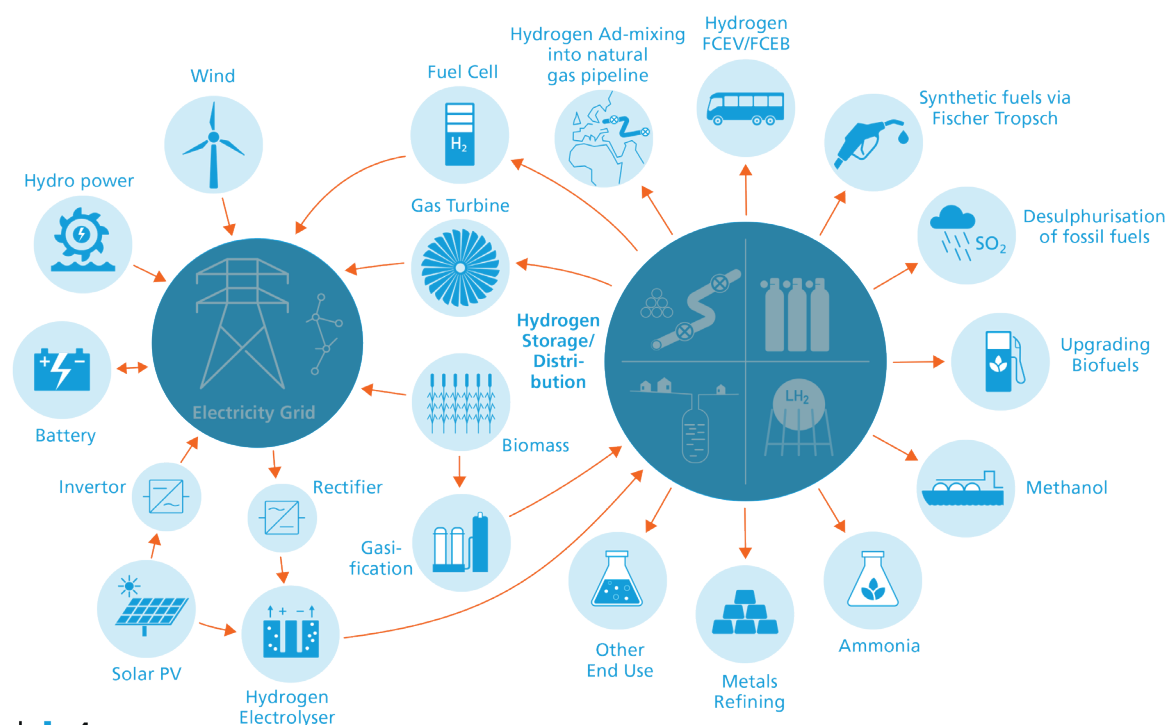 Hydrogen
FCEV/FCEB
Hydrogen Ad-mixing
into natural
gas pipeline
Wind
Fuel Cell
H2
Synthetic fuels via
Fischer Tropsch
Hydro power
Gas Turbine
Desulphurisation
of fossil fuels
SO2
Hydrogen
Storage/
Distri-
bution
Upgrading
Biofuels
+ -
Electricity Grid
LH2
Battery
Biomass
Invertor
Rectifier
Methanol
Gasi-
fication
+ -
Solar PV
Other
End Use
Ammonia
Metals
Refining
Hydrogen
Electrolyser